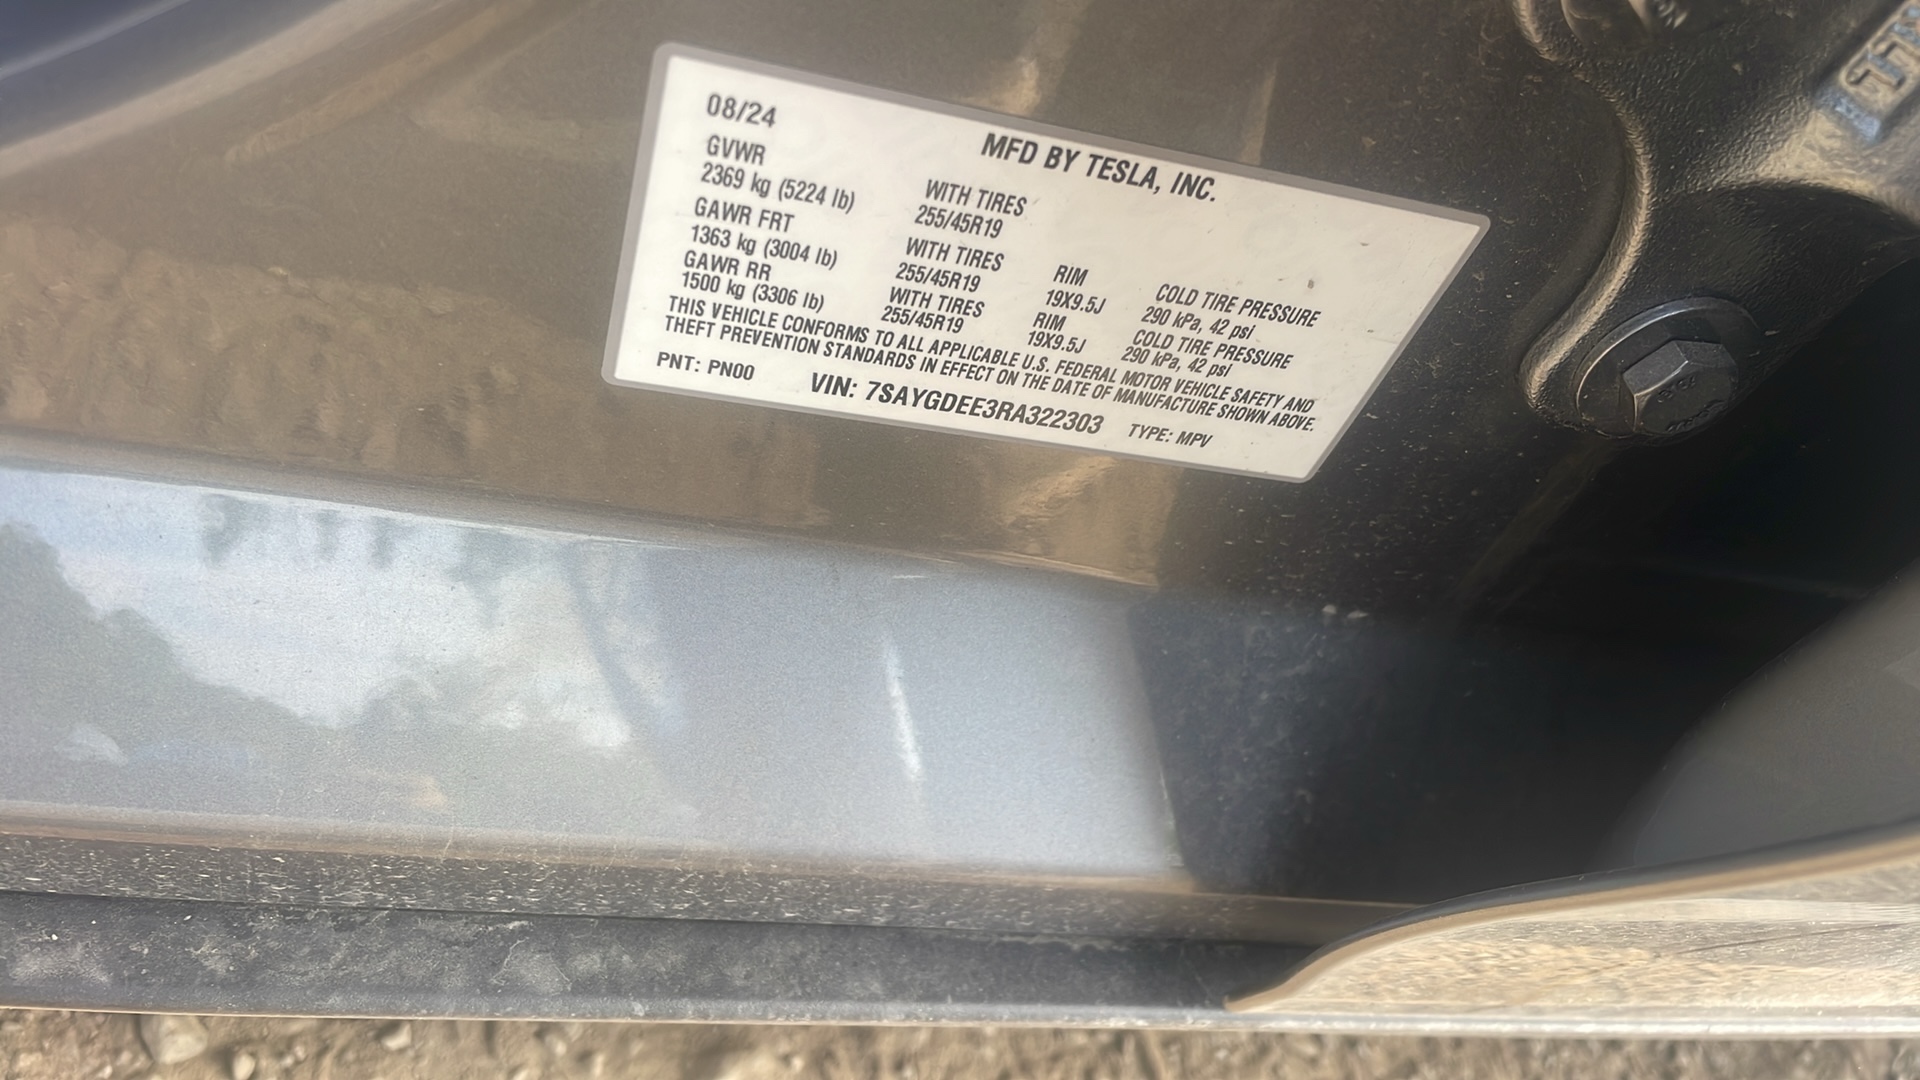 08/24
MFD BY TESLA, INC.
GVWR
2369 kg (5224 lb)
WITH TIRES
255/45R19
GAWR FRT
1363 kg (3004 lb)
WITH TIRES
255/45R19
RIM
19X9.5J
COLD TIRE PRESSURE
290 kPa, 42 psi
GAWR RR
1500 kg (3306 lb)
WITH TIRES
255/45R19
RIM
19X9.5J
COLD TIRE PRESSURE
290 kPa, 42 psi
THIS VEHICLE CONFORMS TO ALL APPLICABLE U.S. FEDERAL MOTOR VEHICLE SAFETY AND
THEFT PREVENTION STANDARDS IN EFFECT ON THE DATE OF MANUFACTURE SHOWN ABOVE.
PNT: PN00
VIN: 7SAYGDEE3RA322303
TYPE: MPV